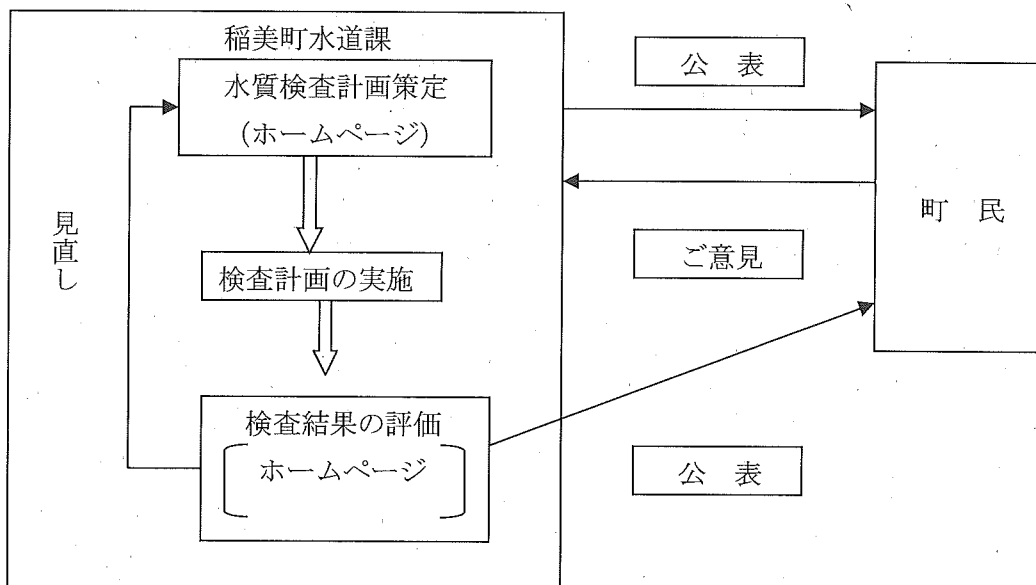 稲美町水道課
水質検査計画策定
(ホームページ)
見直し
検査計画の実施
検査結果の評価
ホームページ
公 表
ご意見
公 表
町 民